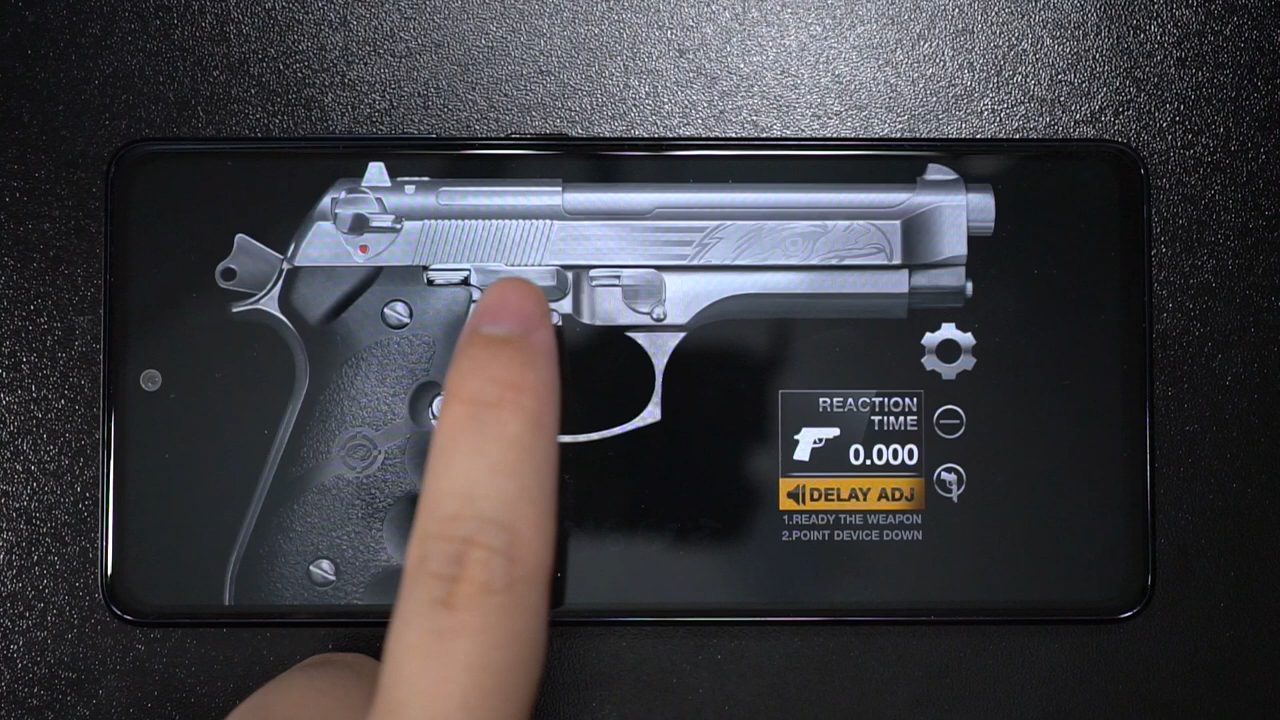 REACTION
TIME
0.000
DELAY ADJ
1.READY THE WEAPON
2.POINT DEVICE DOWN